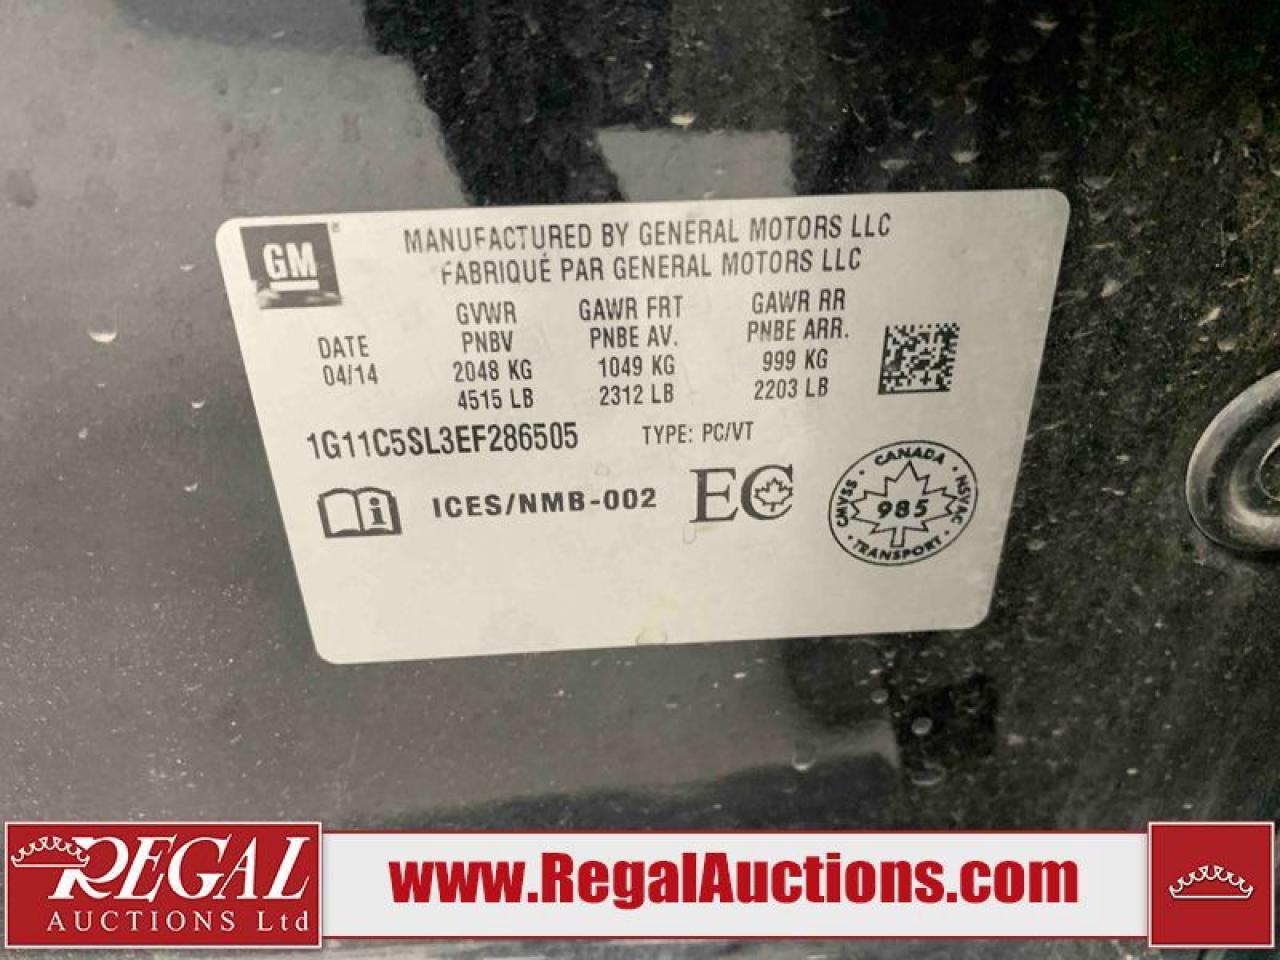 GM
MANUFACTURED BY GENERAL MOTORS LLC
FABRIQUÉ PAR GENERAL MOTORS LLC
DATE
04/14
GVWR
PNBV
2048 KG
4515 LB
GAWR FRT
PNBE AV.
1049 KG
2312 LB
GAWR RR
PNBE ARR.
999 KG
2203 LB
1G11C5SL3EF286505 TYPE: PC/VT
i ICES/NMB-002 EC
CANADA
CMVSS 985 NSVAC
TRANSPORT
REGAL
AUCTIONS Ltd
www.RegalAuctions.com